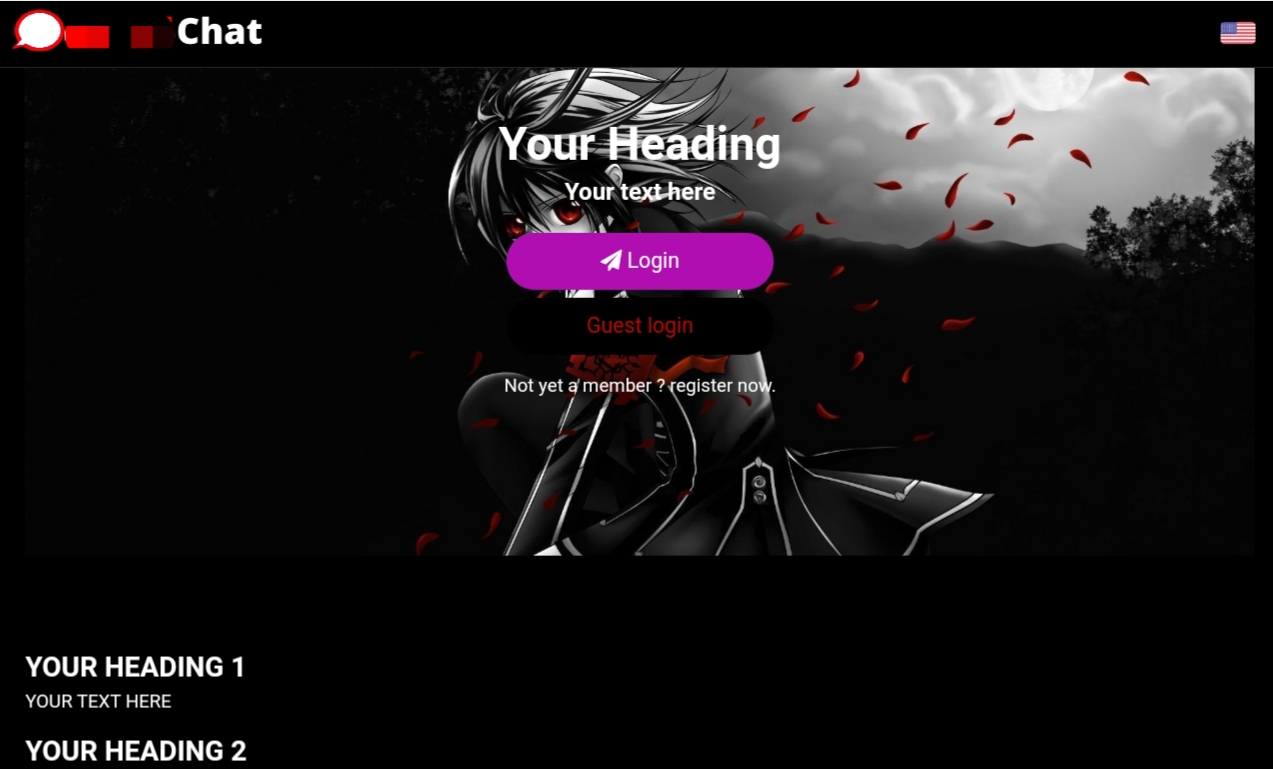 Chat
Your Heading
Your text here
Login
Guest login
Not yet a member ? register now.
YOUR HEADING 1
YOUR TEXT HERE
YOUR HEADING 2